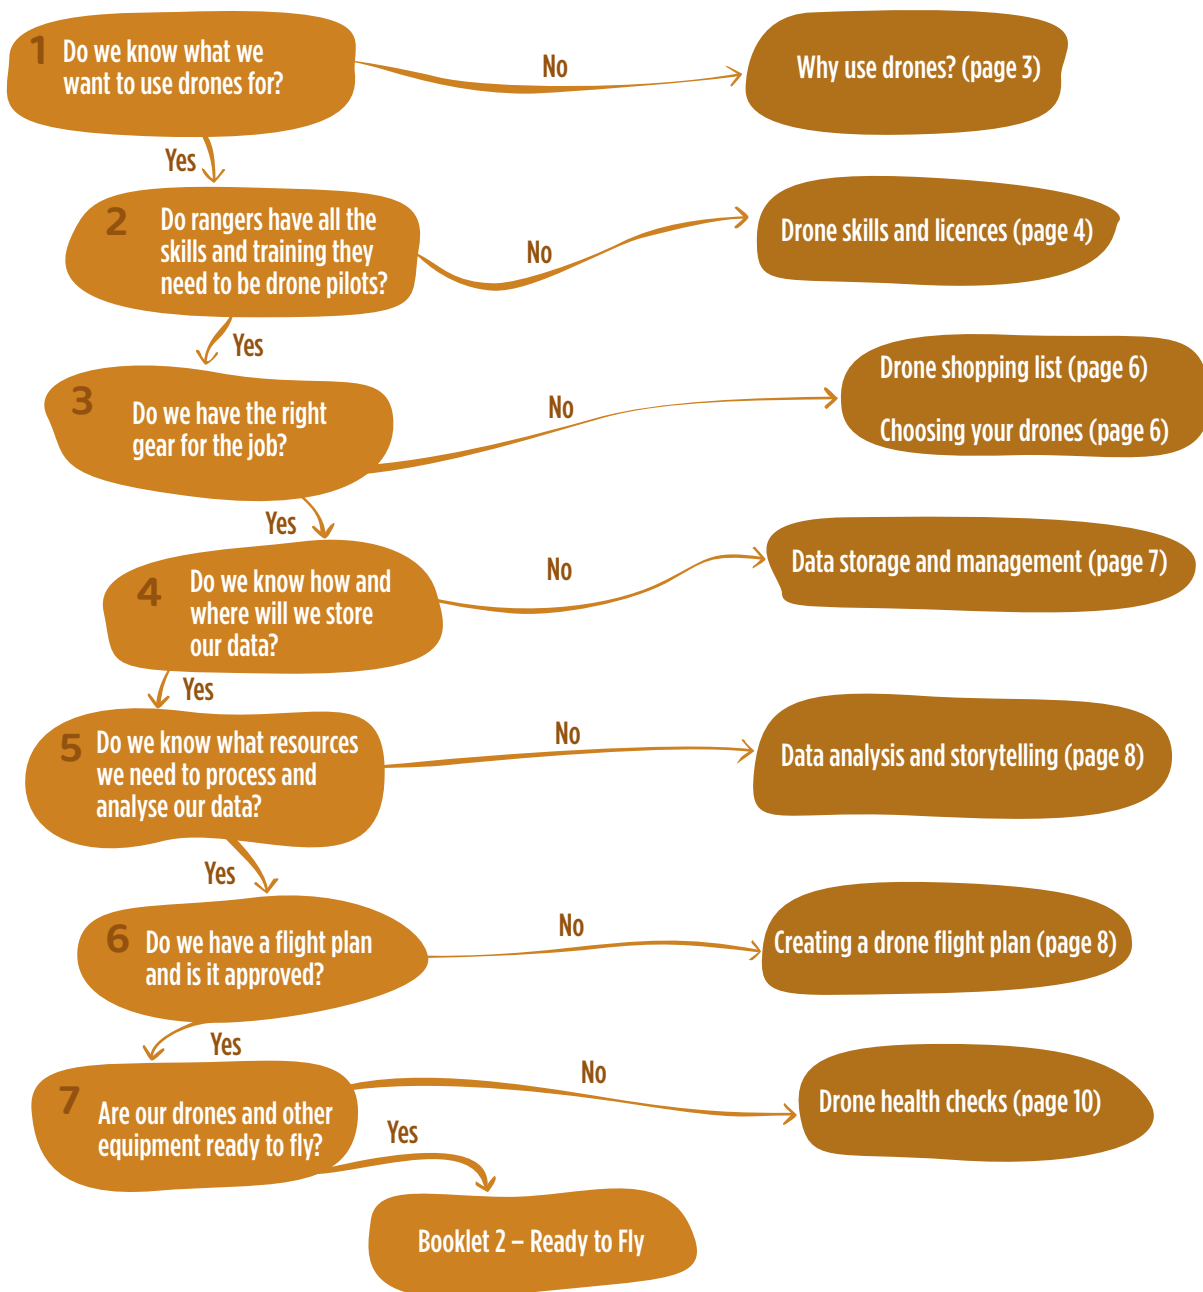 1
Do we know what we
want to use drones for?
No
Why use drones? (page 3)
Yes
2
Do rangers have all the
skills and training they
need to be drone pilots?
No
Drone skills and licences (page 4)
Yes
3
Do we have the right
gear for the job?
No
Drone shopping list (page 6)
Choosing your drones (page 6)
Yes
4
Do we know how and
where will we store
our data?
No
Data storage and management (page 7)
Yes
5
Do we know what resources
we need to process and
analyse our data?
No
Data analysis and storytelling (page 8)
Yes
6
Do we have a flight plan
and is it approved?
No
Creating a drone flight plan (page 8)
Yes
7
Are our drones and other
equipment ready to fly?
No
Drone health checks (page 10)
Yes
Booklet 2 – Ready to Fly